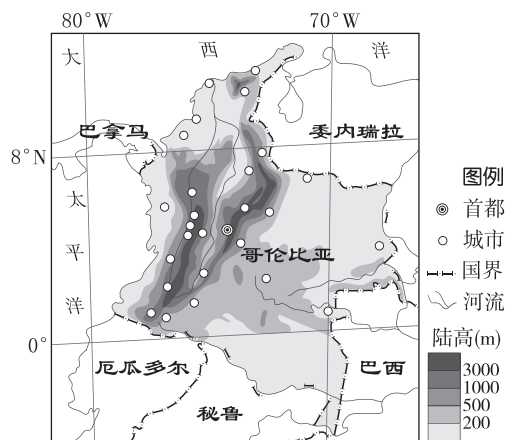 80°W 70°W
大 西 洋
巴拿马 委内瑞拉
8°N
太平洋
哥伦比亚
0°
厄瓜多尔 巴西
秘鲁
图例
首都
城市
国界
河流
陆高(m)
3000
1000
500
200